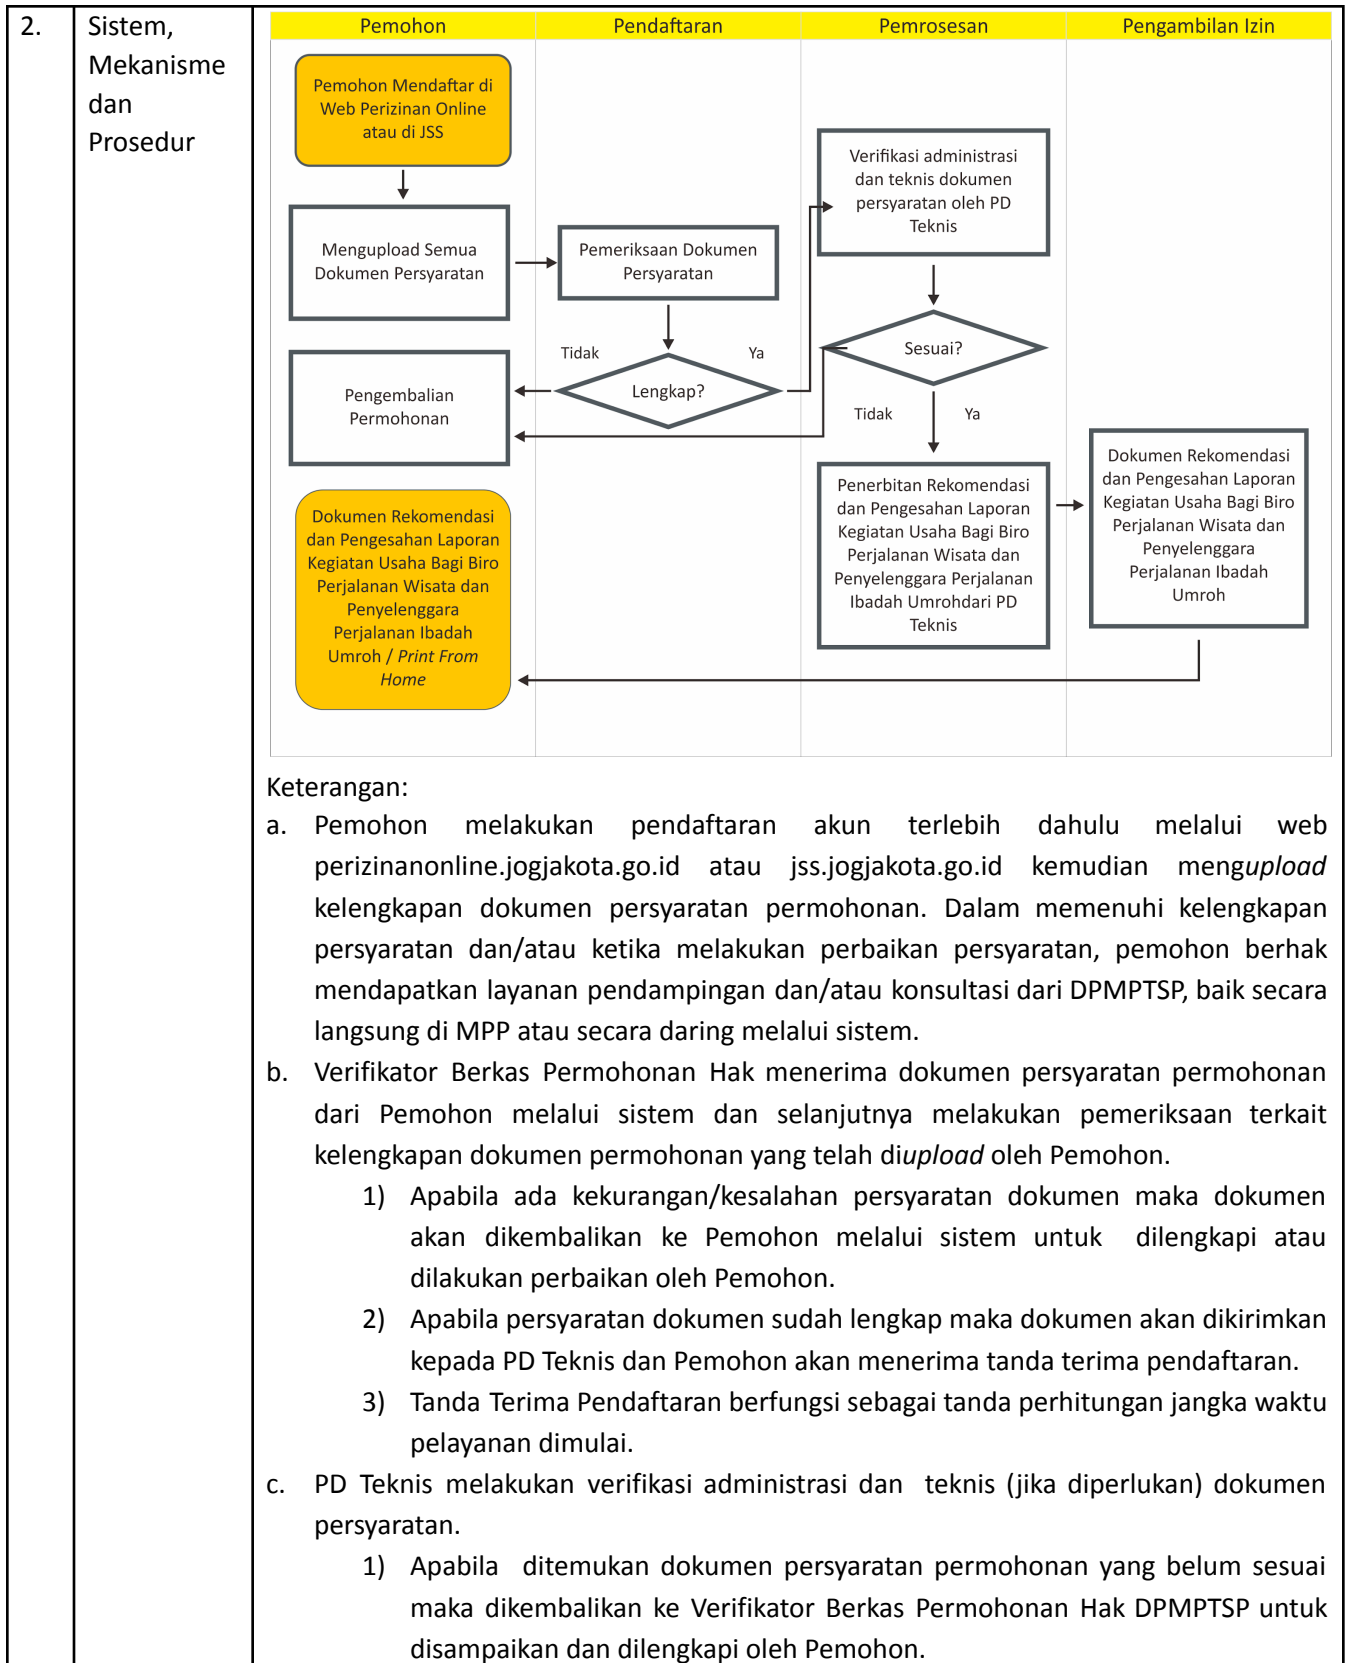 2.
Sistem,
Mekanisme
dan
Prosedur
Pemohon
Pendaftaran
Pemrosesan
Pengambilan Izin
Pemohon Mendaftar di
Web Perizinan Online
atau di JSS
Mengupload Semua
Dokumen Persyaratan
Pemeriksaan Dokumen
Persyaratan
Verifikasi administrasi
dan teknis dokumen
persyaratan oleh PD
Teknis
Tidak
Ya
Lengkap?
Sesuai?
Pengembalian
Permohonan
Tidak
Ya
Penerbitan Rekomendasi
dan Pengesahan Laporan
Kegiatan Usaha Bagi Biro
Perjalanan Wisata dan
Penyelenggara Perjalanan
Ibadah Umrohdari PD
Teknis
Dokumen Rekomendasi
dan Pengesahan Laporan
Kegiatan Usaha Bagi Biro
Perjalanan Wisata dan
Penyelenggara
Perjalanan Ibadah
Umroh
Dokumen Rekomendasi
dan Pengesahan Laporan
Kegiatan Usaha Bagi Biro
Perjalanan Wisata dan
Penyelenggara
Perjalanan Ibadah
Umroh / Print From
Home
Keterangan:
a. Pemohon melakukan pendaftaran akun terlebih dahulu melalui web
perizinanonline.jogjakota.go.id atau jss.jogjakota.go.id kemudian mengupload
kelengkapan dokumen persyaratan permohonan. Dalam memenuhi kelengkapan
persyaratan dan/atau ketika melakukan perbaikan persyaratan, pemohon berhak
mendapatkan layanan pendampingan dan/atau konsultasi dari DPMPTSP, baik secara
langsung di MPP atau secara daring melalui sistem.
b. Verifikator Berkas Permohonan Hak menerima dokumen persyaratan permohonan
dari Pemohon melalui sistem dan selanjutnya melakukan pemeriksaan terkait
kelengkapan dokumen permohonan yang telah diupload oleh Pemohon.
1) Apabila ada kekurangan/kesalahan persyaratan dokumen maka dokumen
akan dikembalikan ke Pemohon melalui sistem untuk dilengkapi atau
dilakukan perbaikan oleh Pemohon.
2) Apabila persyaratan dokumen sudah lengkap maka dokumen akan dikirimkan
kepada PD Teknis dan Pemohon akan menerima tanda terima pendaftaran.
3) Tanda Terima Pendaftaran berfungsi sebagai tanda perhitungan jangka waktu
pelayanan dimulai.
c. PD Teknis melakukan verifikasi administrasi dan teknis (jika diperlukan) dokumen
persyaratan.
1) Apabila ditemukan dokumen persyaratan permohonan yang belum sesuai
maka dikembalikan ke Verifikator Berkas Permohonan Hak DPMPTSP untuk
disampaikan dan dilengkapi oleh Pemohon.